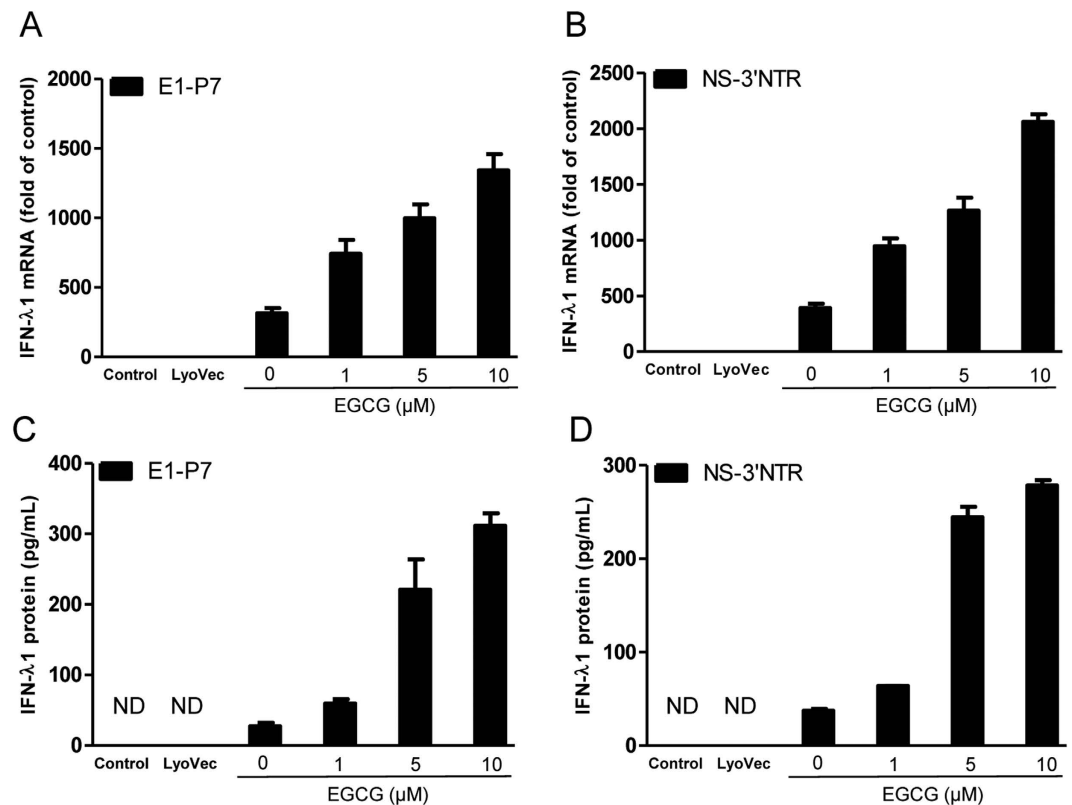 A
E1-P7
IFN-λ1 mRNA (fold of control)
2000
1500
1000
500
0
Control LyoVec 0 1 5 10
EGCG (μM)
B
NS-3'NTR
IFN-λ1 mRNA (fold of control)
2500
2000
1500
1000
500
0
Control LyoVec 0 1 5 10
EGCG (μM)
C
E1-P7
IFN-λ1 protein (pg/mL)
400
300
200
100
0
ND ND
Control LyoVec 0 1 5 10
EGCG (μM)
D
NS-3'NTR
IFN-λ1 protein (pg/mL)
300
200
100
0
ND ND
Control LyoVec 0 1 5 10
EGCG (μM)